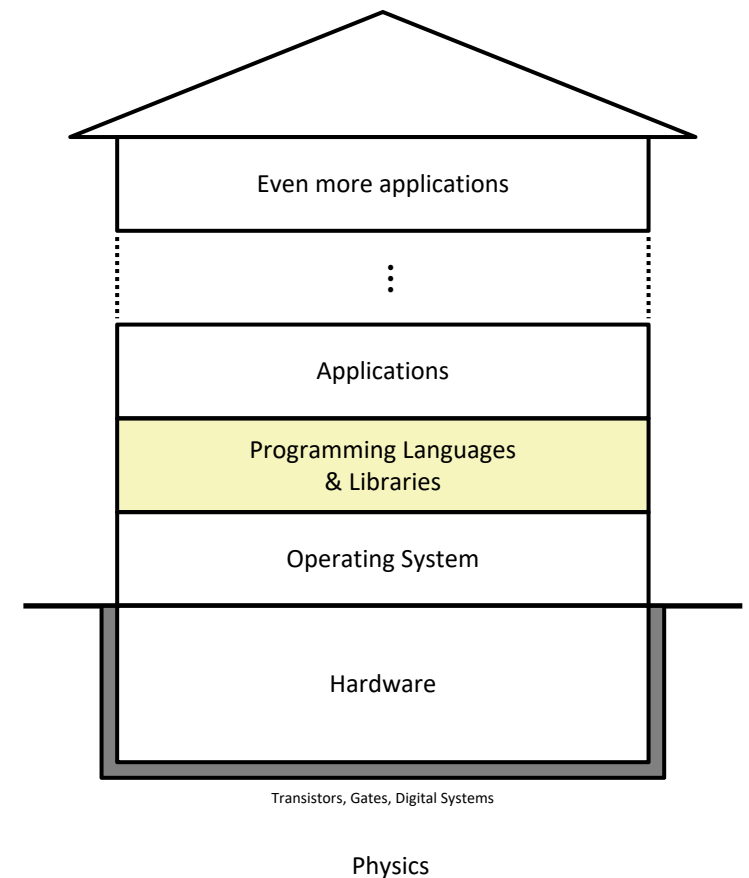 Even more applications
⋮
Applications
Programming Languages
& Libraries
Operating System
Hardware
Transistors, Gates, Digital Systems
Physics